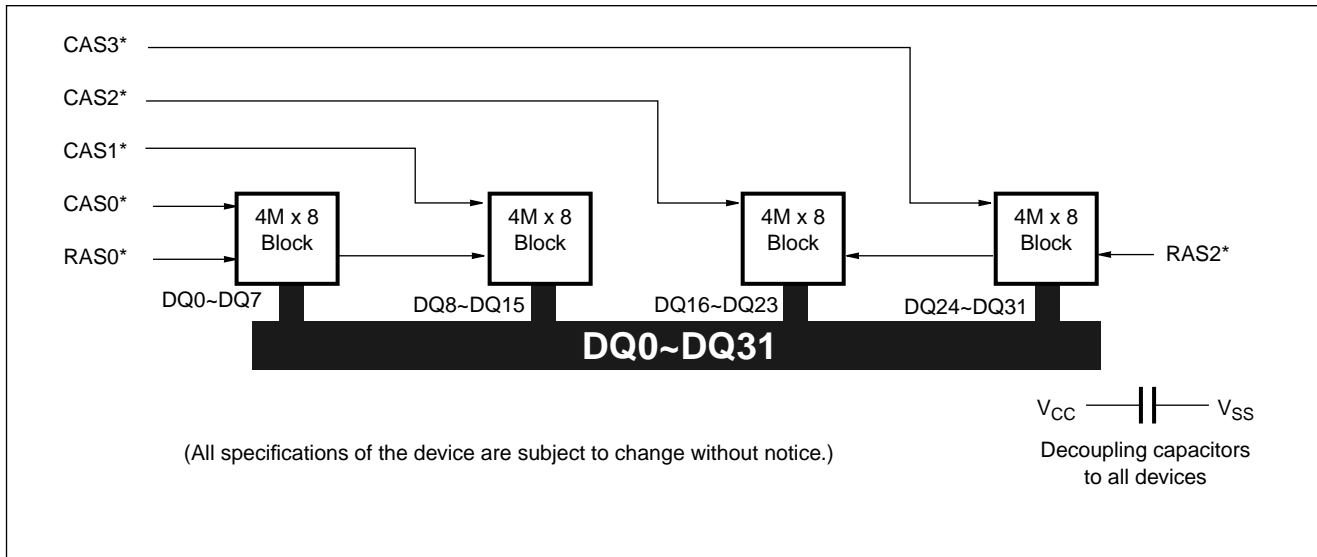 CAS3*
CAS2*
CAS1*
CAS0*
RAS0*
4M x 8
Block
4M x 8
Block
4M x 8
Block
4M x 8
Block
RAS2*
DQ0~DQ7
DQ8~DQ15
DQ16~DQ23
DQ24~DQ31
DQ0~DQ31
VCC
VSS
(All specifications of the device are subject to change without notice.)
Decoupling capacitors
to all devices